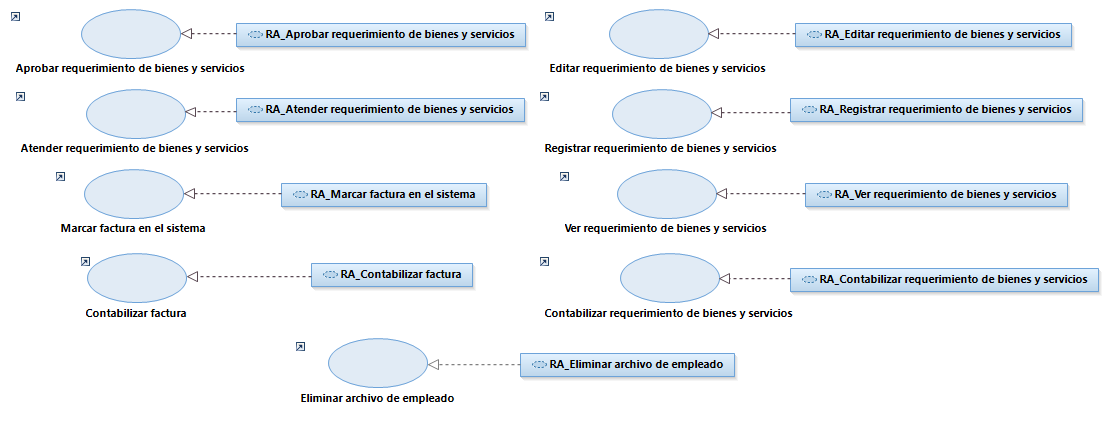 RA_Aprobar requerimiento de bienes y servicios
Aprobar requerimiento de bienes y servicios
RA_Editar requerimiento de bienes y servicios
Editar requerimiento de bienes y servicios
RA_Atender requerimiento de bienes y servicios
Atender requerimiento de bienes y servicios
RA_Registrar requerimiento de bienes y servicios
Registrar requerimiento de bienes y servicios
RA_Marcar factura en el sistema
Marcar factura en el sistema
RA_Ver requerimiento de bienes y servicios
Ver requerimiento de bienes y servicios
RA_Contabilizar factura
Contabilizar factura
RA_Contabilizar requerimiento de bienes y servicios
Contabilizar requerimiento de bienes y servicios
RA_Eliminar archivo de empleado
Eliminar archivo de empleado